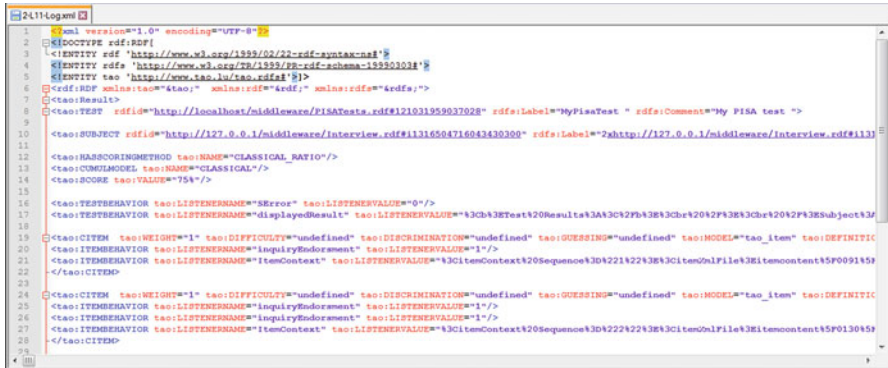 2-L11-Log.xml
1 <?xml version="1.0" encoding="UTF-8"?>
2 <!DOCTYPE rdf:RDF[
3 <!ENTITY rdf 'http://www.w3.org/1999/02/22-rdf-syntax-ns#'>
4 <!ENTITY rdfs 'http://www.w3.org/TR/1999/PR-rdf-schema-19990303#'>
5 <!ENTITY tao 'http://www.tao.lu/tao.rdfs#'>]>
6 <rdf:RDF xmlns:tao="&tao;" xmlns:rdf="&rdf;" xmlns:rdfs="&rdfs;">
7 <tao:Result>
8 <tao:TEST rdfid="http://localhost/middleware/PISATests.rdf#121031959037028" rdfs:Label="MyPisaTest " rdfs:Comment="My PISA test ">
9
10 <tao:SUBJECT rdfid="http://127.0.0.1/middleware/Interview.rdf#i1316504716043430300" rdfs:Label="2xhttp://127.0.0.1/middleware/Interview.rdf#i131
11
12 <tao:HASSCORINGMETHOD tao:NAME="CLASSICAL_RATIO"/>
13 <tao:CUMULMODEL tao:NAME="CLASSICAL"/>
14 <tao:SCORE tao:VALUE="75%"/>
15
16 <tao:TESTBEHAVIOR tao:LISTENERNAME="SError" tao:LISTENERVALUE="0"/>
17 <tao:TESTBEHAVIOR tao:LISTENERNAME="displayedResult" tao:LISTENERVALUE="%3Cb%3ETest%20Results%3A%3C%2Fb%3E%3Cbr%20%2F%3E%3Cbr%20%2F%3ESubject%3A
18
19 <tao:CITEM tao:WEIGHT="1" tao:DIFFICULTY="undefined" tao:DISCRIMINATION="undefined" tao:GUESSING="undefined" tao:MODEL="tao_item" tao:DEFINITIC
20 <tao:ITEMBEHAVIOR tao:LISTENERNAME="inquiryEndorsment" tao:LISTENERVALUE="1"/>
21 <tao:ITEMBEHAVIOR tao:LISTENERNAME="ItemContext" tao:LISTENERVALUE="%3CitemContext%20Sequence%3D%221%22%3E%3CitemXmlFile%3Eitemcontent%5F0091%5F
22 </tao:CITEM>
23
24 <tao:CITEM tao:WEIGHT="1" tao:DIFFICULTY="undefined" tao:DISCRIMINATION="undefined" tao:GUESSING="undefined" tao:MODEL="tao_item" tao:DEFINITIC
25 <tao:ITEMBEHAVIOR tao:LISTENERNAME="inquiryEndorsment" tao:LISTENERVALUE="1"/>
26 <tao:ITEMBEHAVIOR tao:LISTENERNAME="inquiryEndorsment" tao:LISTENERVALUE="1"/>
27 <tao:ITEMBEHAVIOR tao:LISTENERNAME="ItemContext" tao:LISTENERVALUE="%3CitemContext%20Sequence%3D%222%22%3E%3CitemXmlFile%3Eitemcontent%5F0130%5F
28 </tao:CITEM>
29